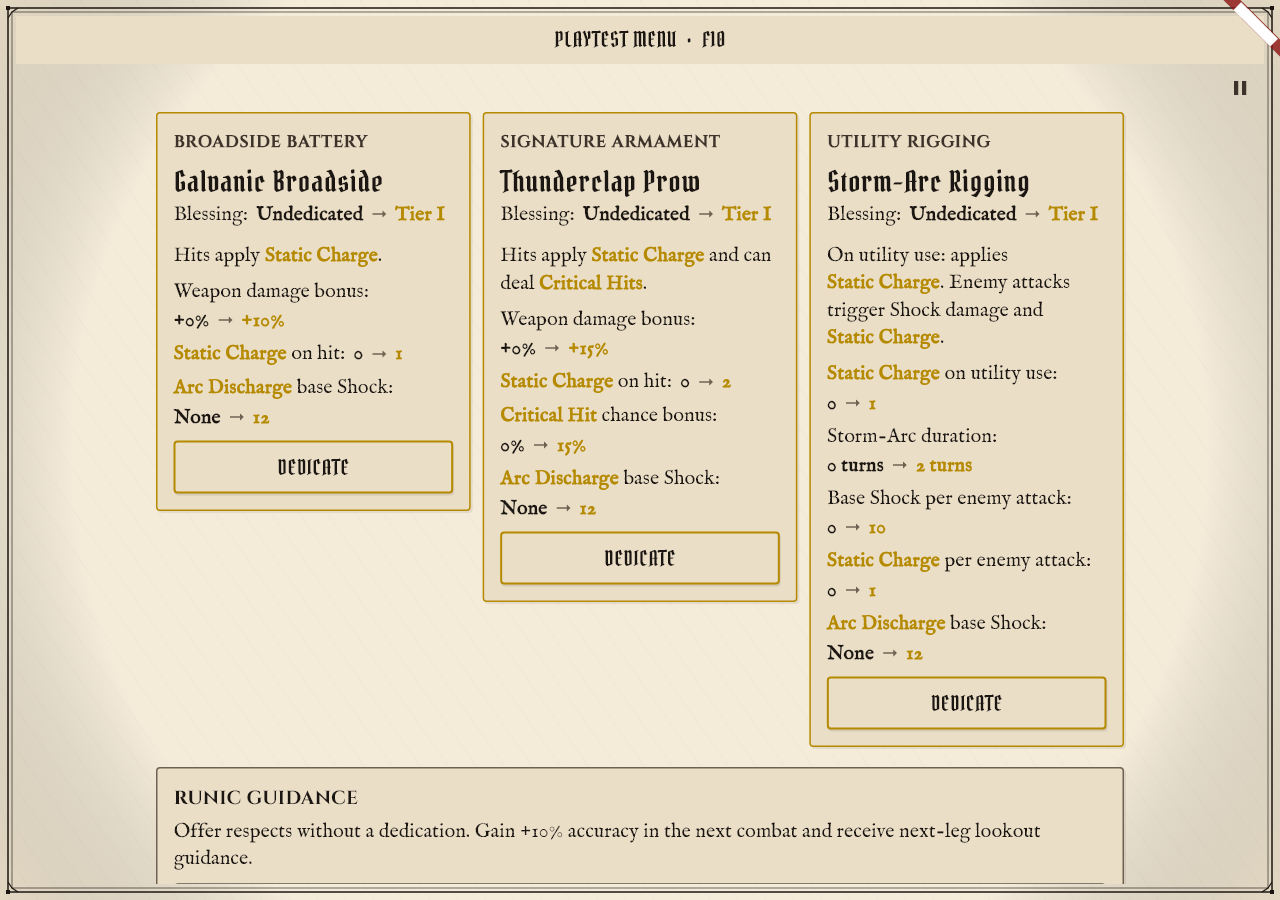 PLAYTEST MENU · F10
BROADSIDE BATTERY
Galvanic Broadside
Blessing: Undedicated → Tier I
Hits apply Static Charge.
Weapon damage bonus:
+0% → +10%
Static Charge on hit: 0 → 1
Arc Discharge base Shock:
None → 12
DEDICATE
SIGNATURE ARMAMENT
Thunderclap Prow
Blessing: Undedicated → Tier I
Hits apply Static Charge and can
deal Critical Hits.
Weapon damage bonus:
+0% → +15%
Static Charge on hit: 0 → 2
Critical Hit chance bonus:
0% → 15%
Arc Discharge base Shock:
None → 12
DEDICATE
UTILITY RIGGING
Storm-Arc Rigging
Blessing: Undedicated → Tier I
On utility use: applies
Static Charge. Enemy attacks
trigger Shock damage and
Static Charge.
Static Charge on utility use:
0 → 1
Storm-Arc duration:
0 turns → 2 turns
Base Shock per enemy attack:
0 → 10
Static Charge per enemy attack:
0 → 1
Arc Discharge base Shock:
None → 12
DEDICATE
RUNIC GUIDANCE
Offer respects without a dedication. Gain +10% accuracy in the next combat and receive next-leg lookout
guidance.